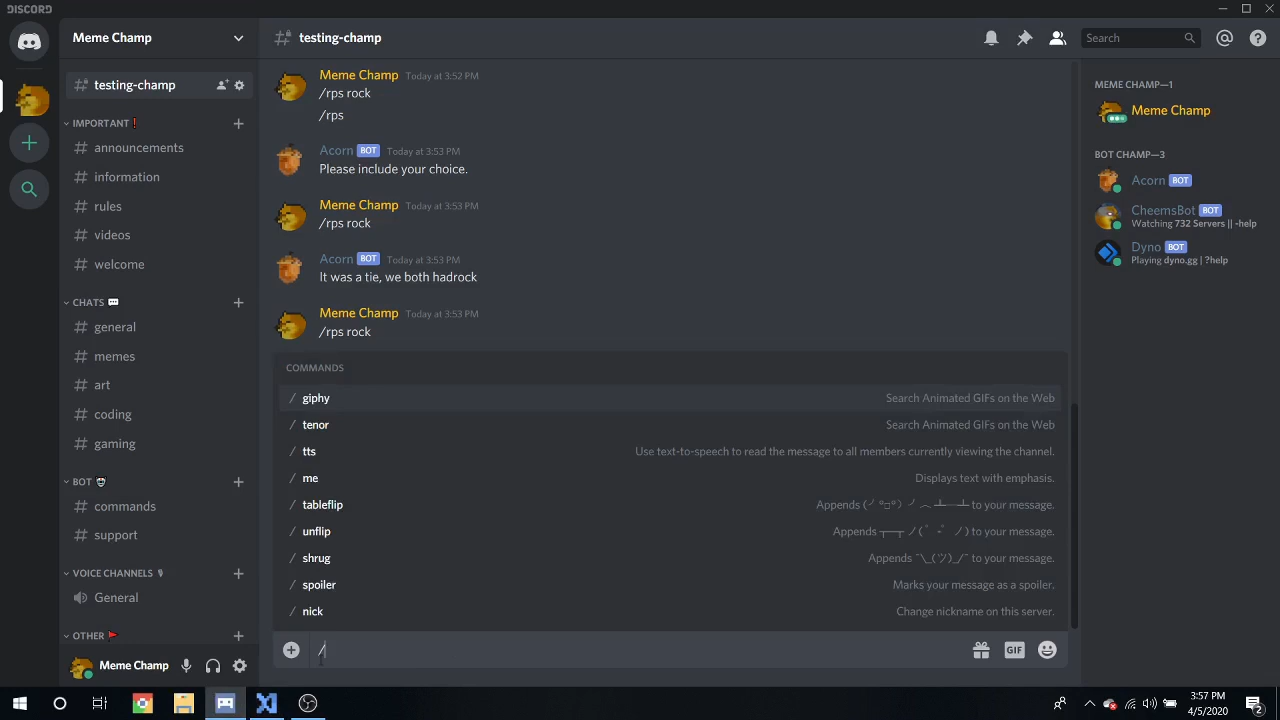 DISCORD
Meme Champ
testing-champ
IMPORTANT
announcements
information
rules
videos
welcome
CHATS
general
memes
art
coding
gaming
BOT
commands
support
VOICE CHANNELS
General
OTHER
Meme Champ
testing-champ
Search
Meme Champ Today at 3:52 PM
/rps rock
/rps
Acorn BOT Today at 3:53 PM
Please include your choice.
Meme Champ Today at 3:53 PM
/rps rock
Acorn BOT Today at 3:53 PM
It was a tie, we both hadrock
Meme Champ Today at 3:53 PM
/rps rock
COMMANDS
/ giphy Search Animated GIFs on the Web
/ tenor Search Animated GIFs on the Web
/ tts Use text-to-speech to read the message to all members currently viewing the channel.
/ me Displays text with emphasis.
/ tableflip Appends (╯°□°）╯︵ ┻━┻ to your message.
/ unflip Appends ┬─┬ ノ( ゜-゜ノ) to your message.
/ shrug Appends ¯\_(ツ)_/¯ to your message.
/ spoiler Marks your message as a spoiler.
/ nick Change nickname on this server.
/
GIF
MEME CHAMP—1
Meme Champ
BOT CHAMP—3
Acorn BOT
CheemsBot BOT
Watching 732 Servers || -help
Dyno BOT
Playing dyno.gg | ?help
3:57 PM
4/5/2020
2